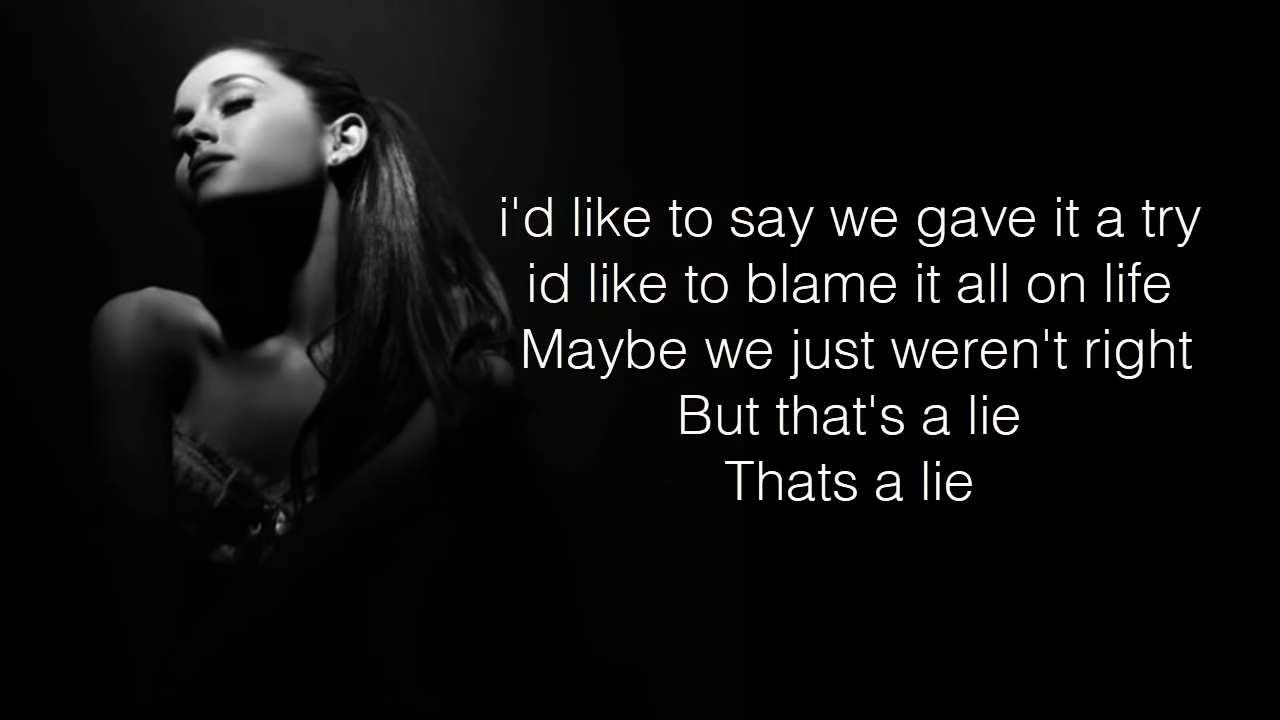 i'd like to say we gave it a try
id like to blame it all on life
Maybe we just weren't right
But that's a lie
Thats a lie